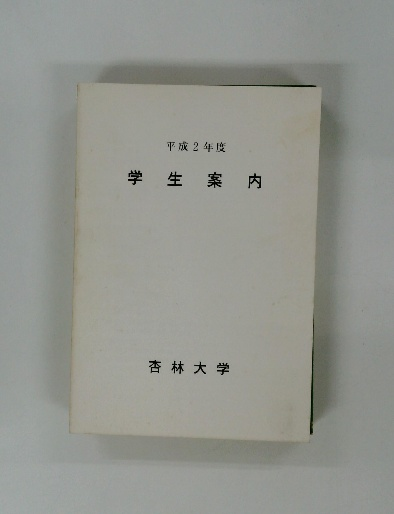 平成2年度
学生案内
杏林大学